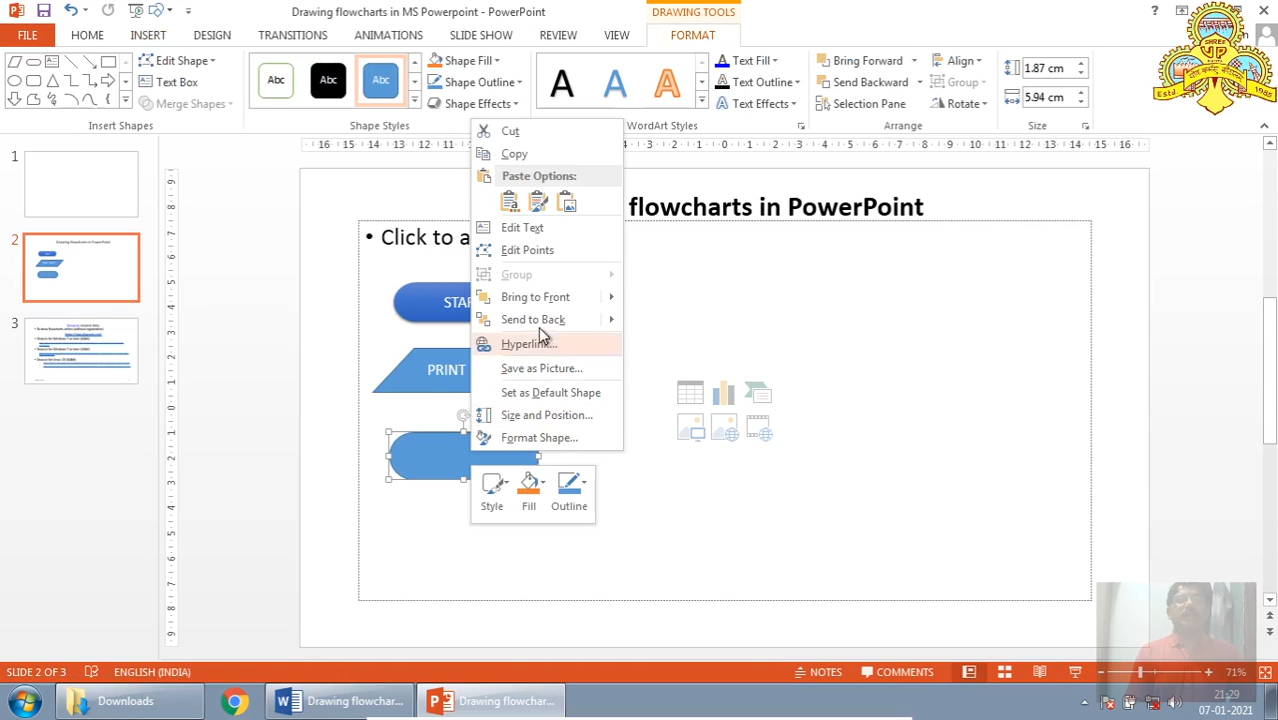 Drawing flowcharts in MS Powerpoint - PowerPoint
DRAWING TOOLS
FILE HOME INSERT DESIGN TRANSITIONS ANIMATIONS SLIDE SHOW REVIEW VIEW FORMAT
Edit Shape
Text Box
Merge Shapes
Insert Shapes
Abc Abc Abc
Shape Fill
Shape Outline
Shape Effects
Shape Styles
A A A
Text Fill
Text Outline
Text Effects
WordArt Styles
Bring Forward
Send Backward
Selection Pane
Align
Group
Rotate
Arrange
1.87 cm
5.94 cm
Size
Estd. 1985
1
2
3
flowcharts in PowerPoint
• Click to a
STAR
PRINT
Cut
Copy
Paste Options:
Edit Text
Edit Points
Group
Bring to Front
Send to Back
Hyperlink...
Save as Picture...
Set as Default Shape
Size and Position...
Format Shape...
Style Fill Outline
SLIDE 2 OF 3 ENGLISH (INDIA) NOTES COMMENTS 71%
Downloads
Drawing flowchar...
Drawing flowchar...
21:29
07-01-2021